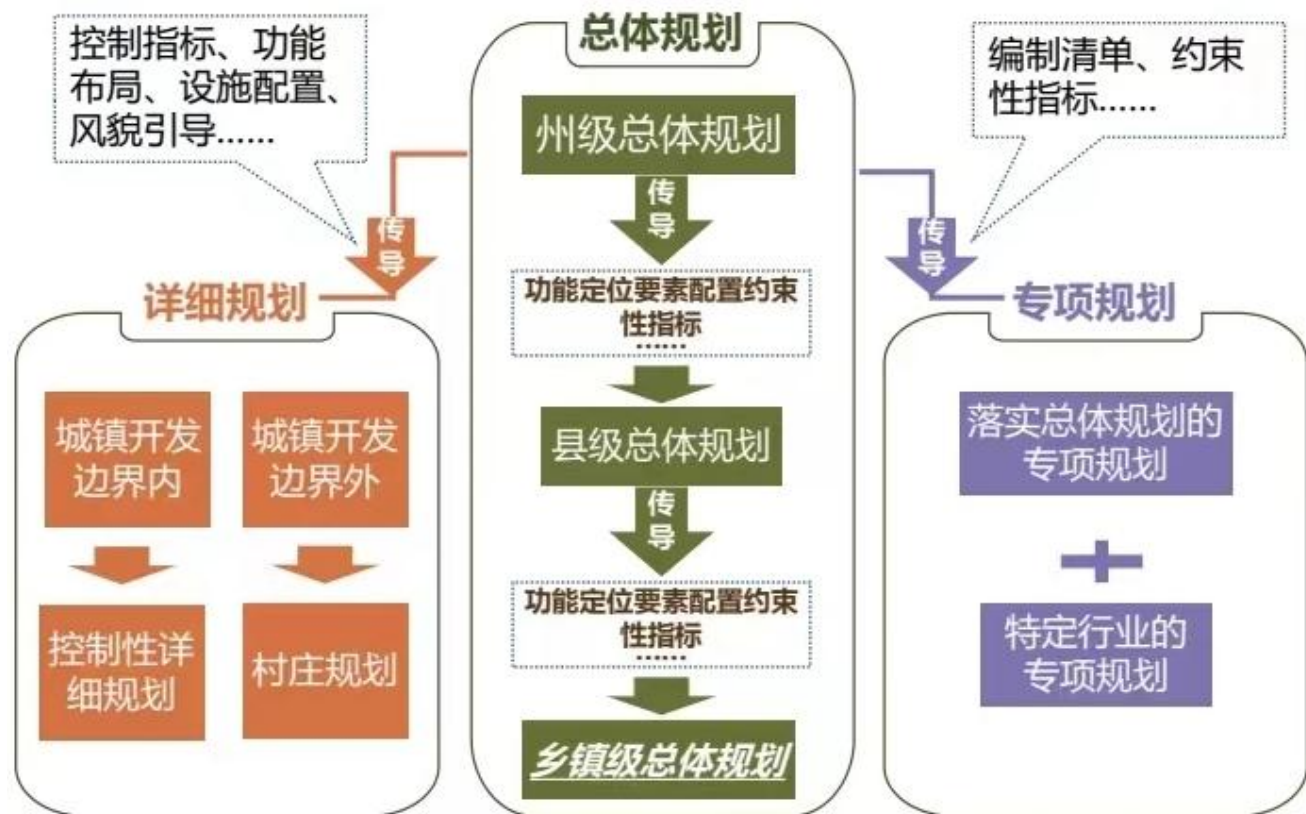 控制指标、功能
布局、设施配置、
风貌引导……
总体规划
编制清单、约束
性指标……
州级总体规划
传
导
传
导
传
导
功能定位要素配置约束
性指标
……
详细规划
专项规划
城镇开发
边界内
城镇开发
边界外
县级总体规划
落实总体规划的
专项规划
传
导
功能定位要素配置约束
性指标
……
控制性详
细规划
村庄规划
特定行业的
专项规划
乡镇级总体规划